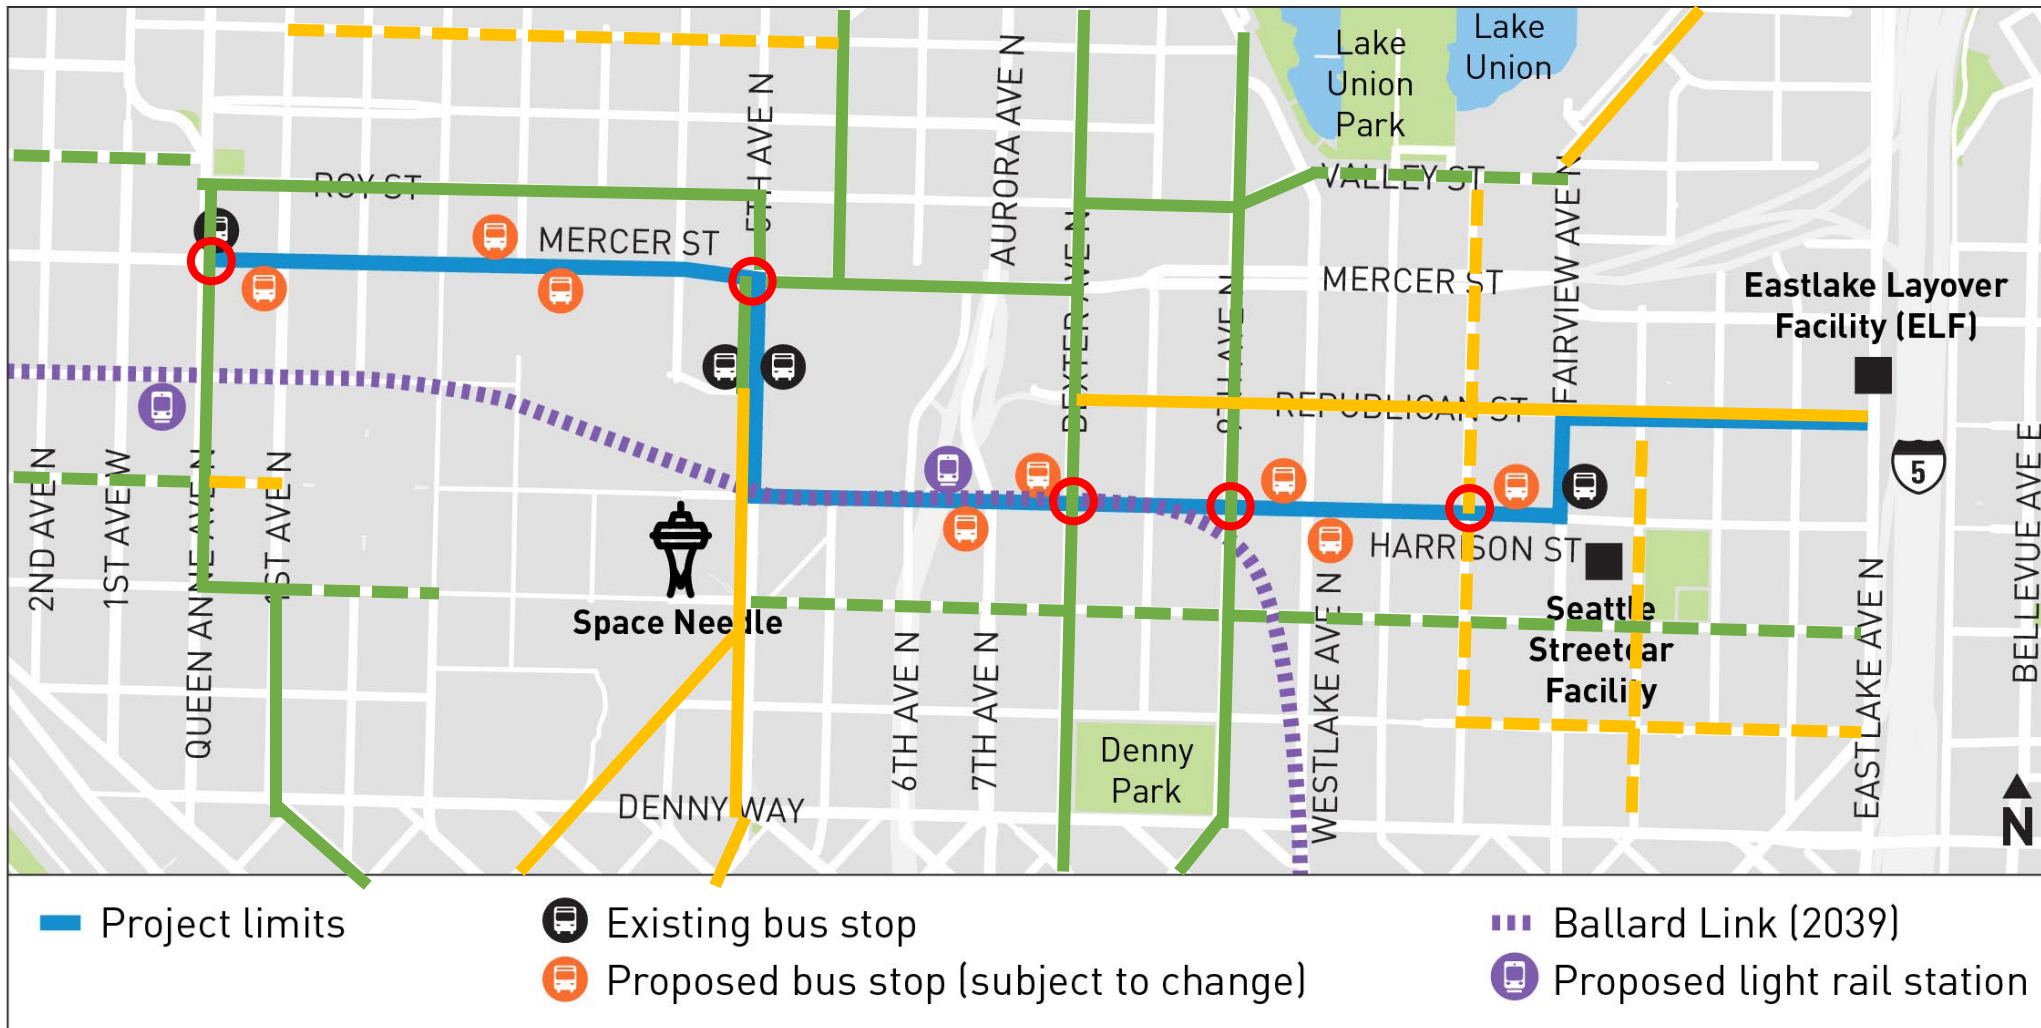 Lake
Union
Park
Lake
Union
5TH AVE N
AURORA AVE N
ROY ST
VALLEY ST
MERCER ST
MERCER ST
DEXTER AVE N
9TH AVE N
FAIRVIEW AVE N
Eastlake Layover
Facility (ELF)
REPUBLICAN ST
5
2ND AVE N
1ST AVE W
QUEEN ANNE AVE N
1ST AVE N
HARRISON ST
Space Needle
Seattle
Streetcar
Facility
6TH AVE N
7TH AVE N
WESTLAKE AVE N
EASTLAKE AVE N
BELLEVUE AVE E
Denny
Park
DENNY WAY
N
Project limits
Existing bus stop
Proposed bus stop (subject to change)
Ballard Link (2039)
Proposed light rail station